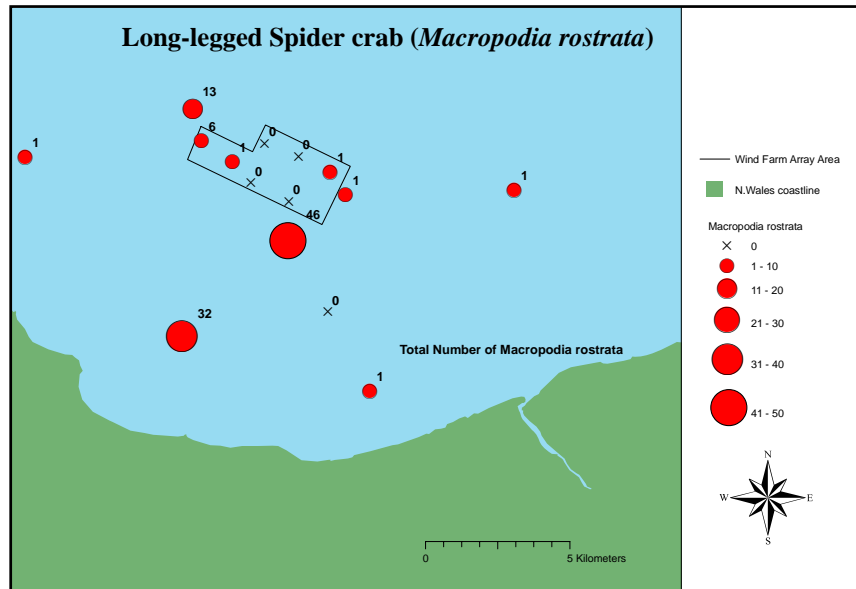 Long-legged Spider crab (Macropodia rostrata)
13
6
0
0
1
1
1
0
1
1
0
46
0
32
Total Number of Macropodia rostrata
1
0 5 Kilometers
Wind Farm Array Area
N.Wales coastline
Macropodia rostrata
0
1 - 10
11 - 20
21 - 30
31 - 40
41 - 50
N
W E
S